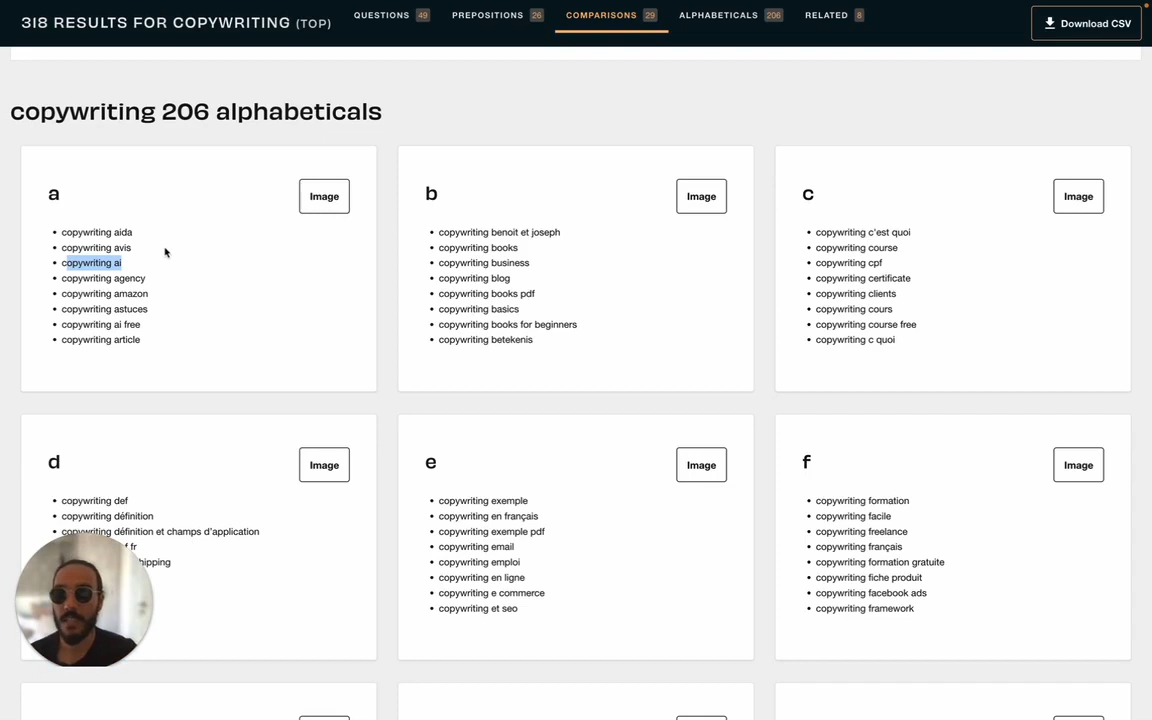 318 RESULTS FOR COPYWRITING (TOP)
QUESTIONS 49
PREPOSITIONS 26
COMPARISONS 29
ALPHABETICALS 206
RELATED 8
Download CSV
copywriting 206 alphabeticals
a
Image
copywriting aida
copywriting avis
copywriting ai
copywriting agency
copywriting amazon
copywriting astuces
copywriting ai free
copywriting article
b
Image
copywriting benoit et joseph
copywriting books
copywriting business
copywriting blog
copywriting books pdf
copywriting basics
copywriting books for beginners
copywriting betekenis
c
Image
copywriting c'est quoi
copywriting course
copywriting cpf
copywriting certificate
copywriting clients
copywriting cours
copywriting course free
copywriting c quoi
d
Image
copywriting def
copywriting définition
copywriting définition et champs d'application
f fr
hipping
e
Image
copywriting exemple
copywriting en français
copywriting exemple pdf
copywriting email
copywriting emploi
copywriting en ligne
copywriting e commerce
copywriting et seo
f
Image
copywriting formation
copywriting facile
copywriting freelance
copywriting français
copywriting formation gratuite
copywriting fiche produit
copywriting facebook ads
copywriting framework